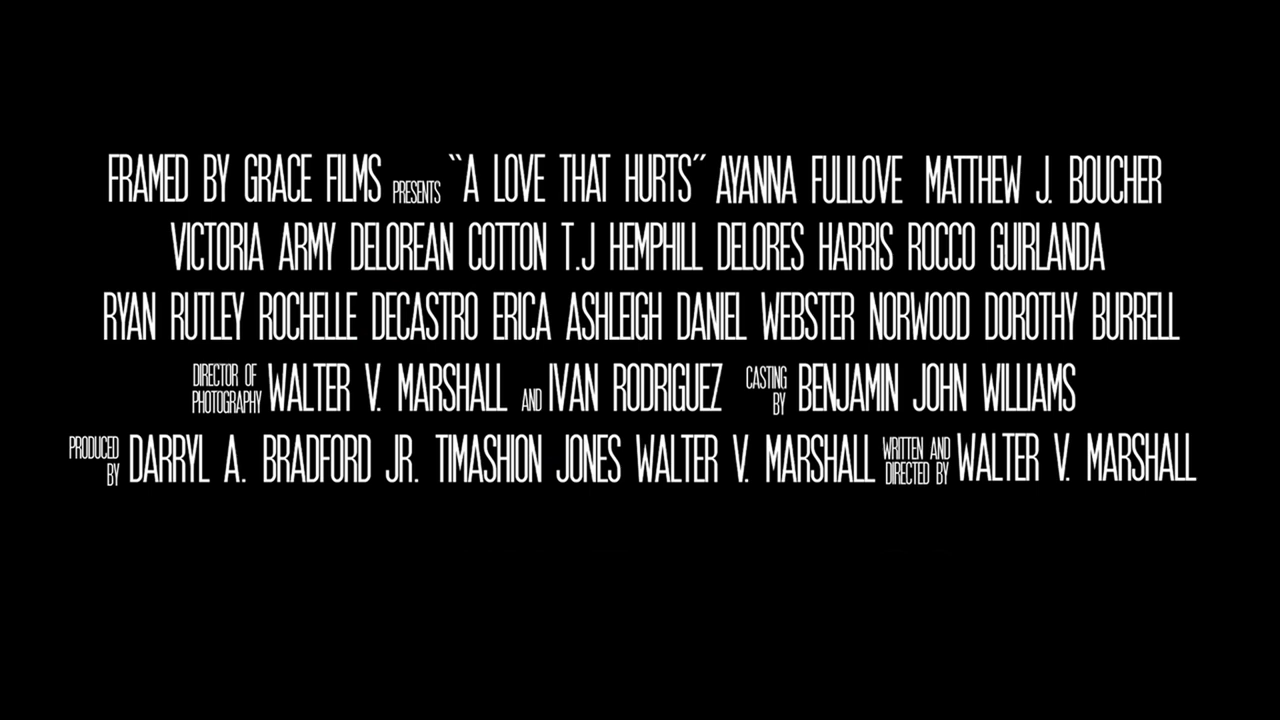 FRAMED BY GRACE FILMS PRESENTS "A LOVE THAT HURTS" AYANNA FULILOVE MATTHEW J. BOUCHER
VICTORIA ARMY DELOREAN COTTON T.J HEMPHILL DELORES HARRIS ROCCO GUIRLANDA
RYAN RUTLEY ROCHELLE DECASTRO ERICA ASHLEIGH DANIEL WEBSTER NORWOOD DOROTHY BURRELL
DIRECTOR OF PHOTOGRAPHY WALTER V. MARSHALL AND IVAN RODRIGUEZ CASTING BY BENJAMIN JOHN WILLIAMS
PRODUCED BY DARRYL A. BRADFORD JR. TIMASHION JONES WALTER V. MARSHALL WRITTEN AND DIRECTED BY WALTER V. MARSHALL